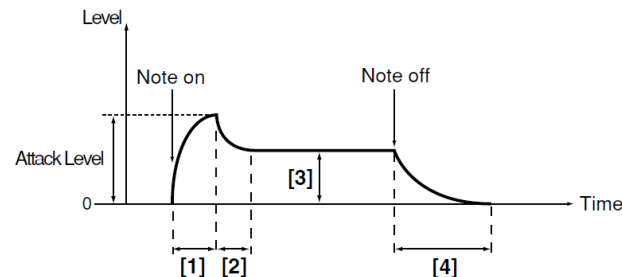 Level
Note on
Note off
Attack Level
[3]
0
Time
[1]
[2]
[4]